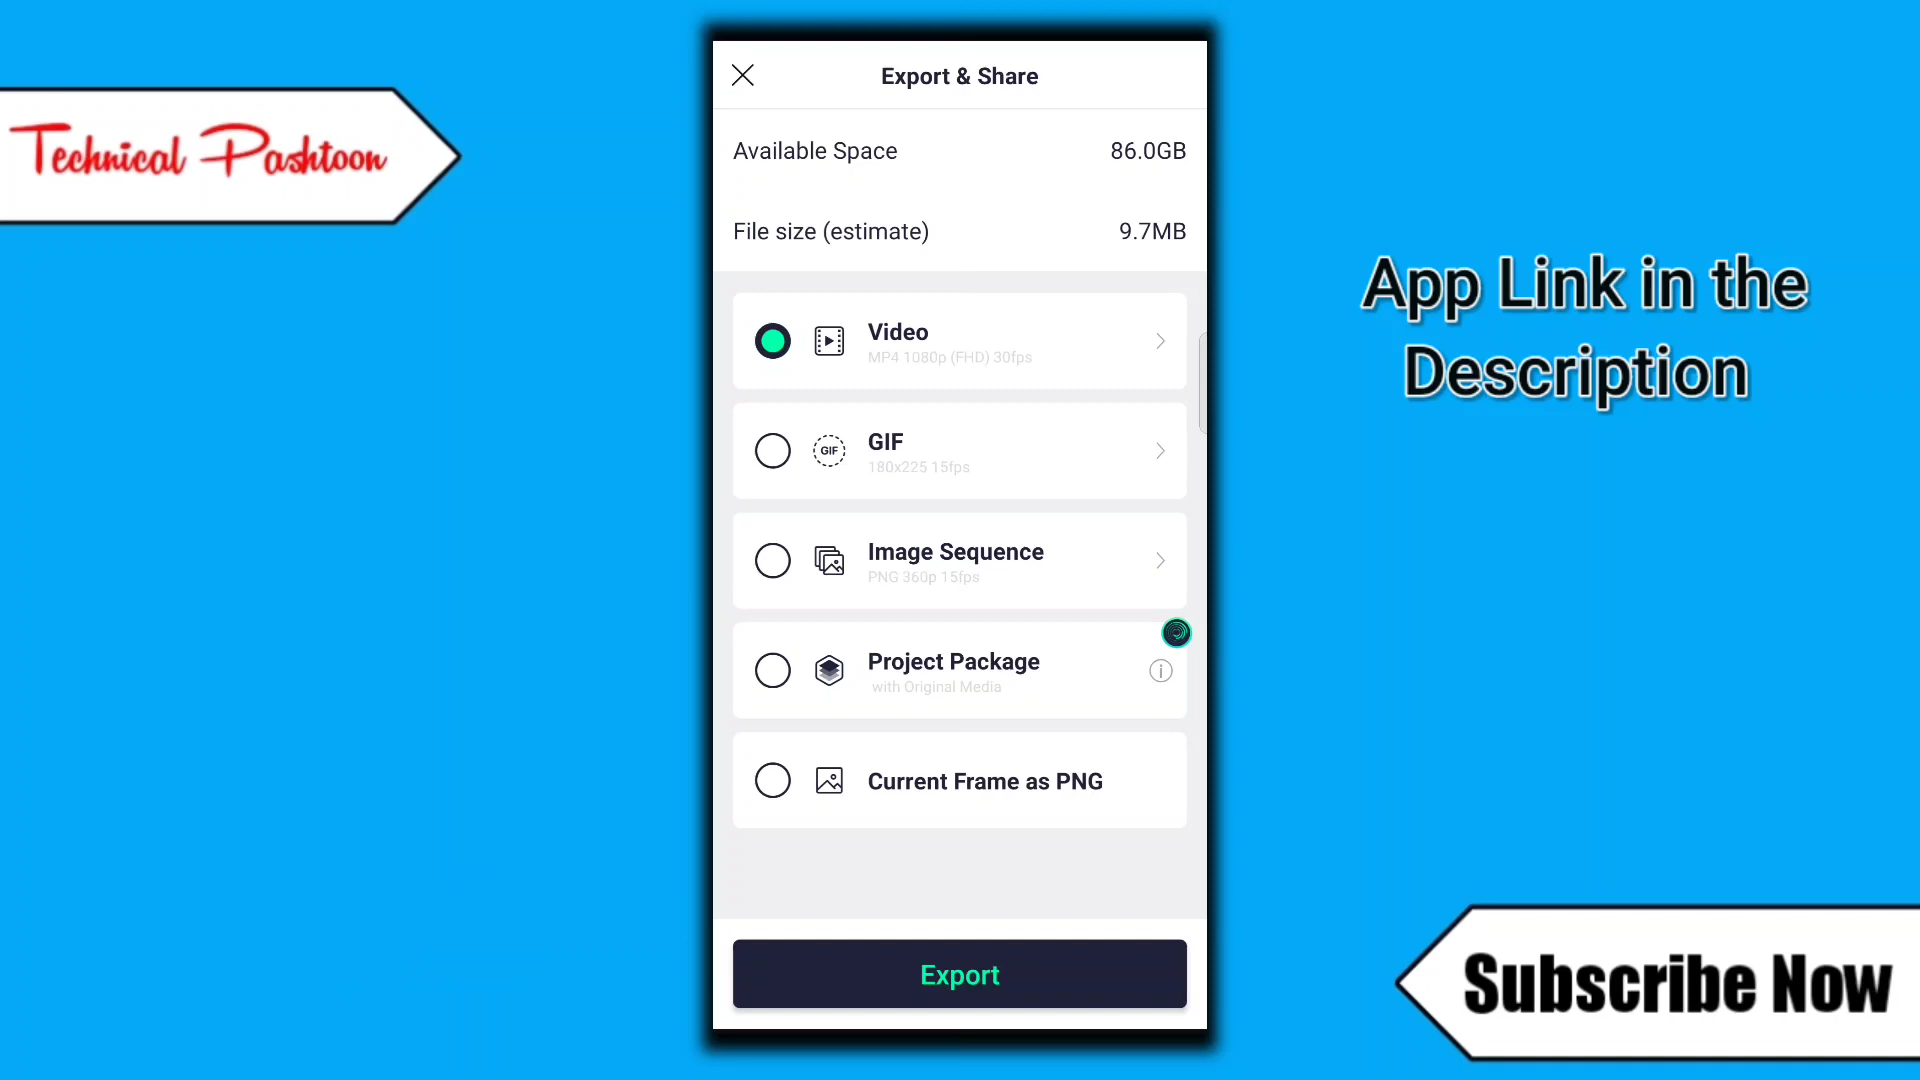 Technical Pashtoon
Export & Share
Available Space 86.0GB
File size (estimate) 9.7MB
Video
MP4 1080p (FHD) 30fps
GIF
GIF
180x225 15fps
Image Sequence
PNG 360p 15fps
Project Package
with Original Media
Current Frame as PNG
Export
App Link in the
Description
Subscribe Now